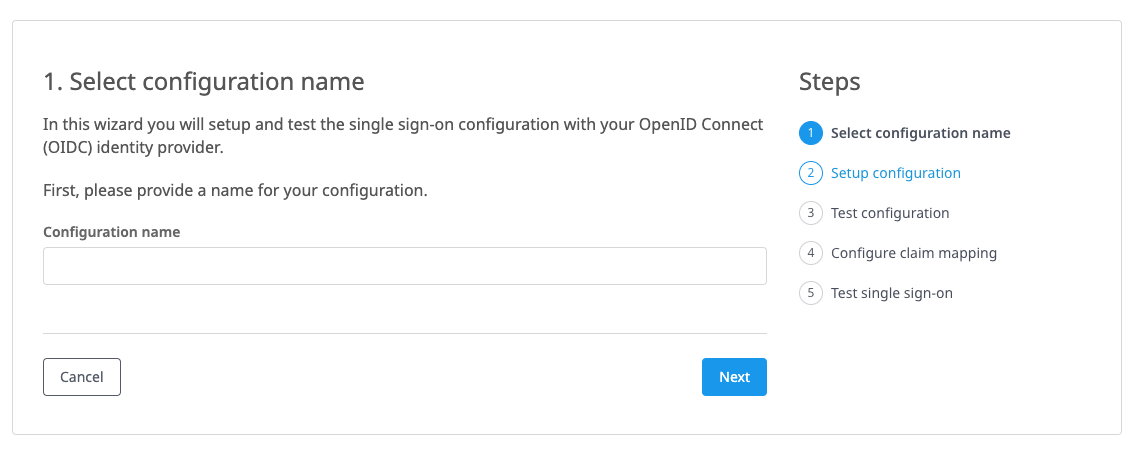 1. Select configuration name
In this wizard you will setup and test the single sign-on configuration with your OpenID Connect
(OIDC) identity provider.
First, please provide a name for your configuration.
Configuration name
Cancel
Next
Steps
1 Select configuration name
2 Setup configuration
3 Test configuration
4 Configure claim mapping
5 Test single sign-on